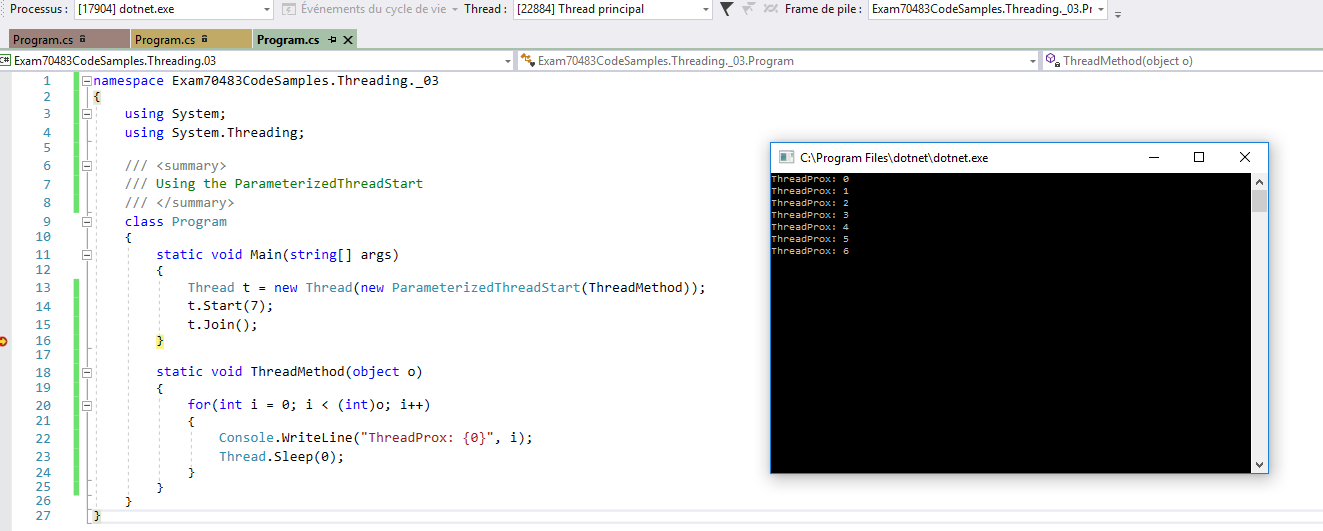 Processus : [17904] dotnet.exe Événements du cycle de vie Thread : [22884] Thread principal Frame de pile : Exam70483CodeSamples.Threading._03.Pr
Program.cs Program.cs Program.cs
C# Exam70483CodeSamples.Threading.03 Exam70483CodeSamples.Threading._03.Program ThreadMethod(object o)
1 namespace Exam70483CodeSamples.Threading._03
2 {
3 using System;
4 using System.Threading;
5
6 /// <summary>
7 /// Using the ParameterizedThreadStart
8 /// </summary>
9 class Program
10 {
11 static void Main(string[] args)
12 {
13 Thread t = new Thread(new ParameterizedThreadStart(ThreadMethod));
14 t.Start(7);
15 t.Join();
16 }
17
18 static void ThreadMethod(object o)
19 {
20 for(int i = 0; i < (int)o; i++)
21 {
22 Console.WriteLine("ThreadProx: {0}", i);
23 Thread.Sleep(0);
24 }
25 }
26 }
27 }
C:\Program Files\dotnet\dotnet.exe
ThreadProx: 0
ThreadProx: 1
ThreadProx: 2
ThreadProx: 3
ThreadProx: 4
ThreadProx: 5
ThreadProx: 6